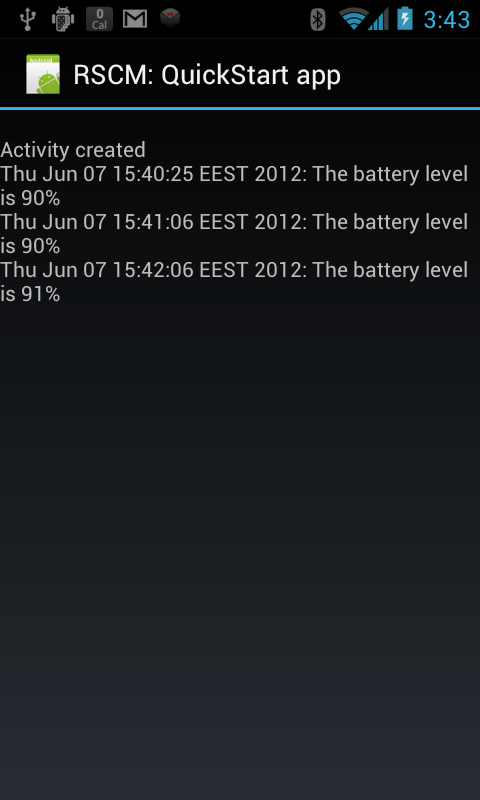 0
Cal
3:43
Android
RSCM: QuickStart app
Activity created
Thu Jun 07 15:40:25 EEST 2012: The battery level
is 90%
Thu Jun 07 15:41:06 EEST 2012: The battery level
is 90%
Thu Jun 07 15:42:06 EEST 2012: The battery level
is 91%